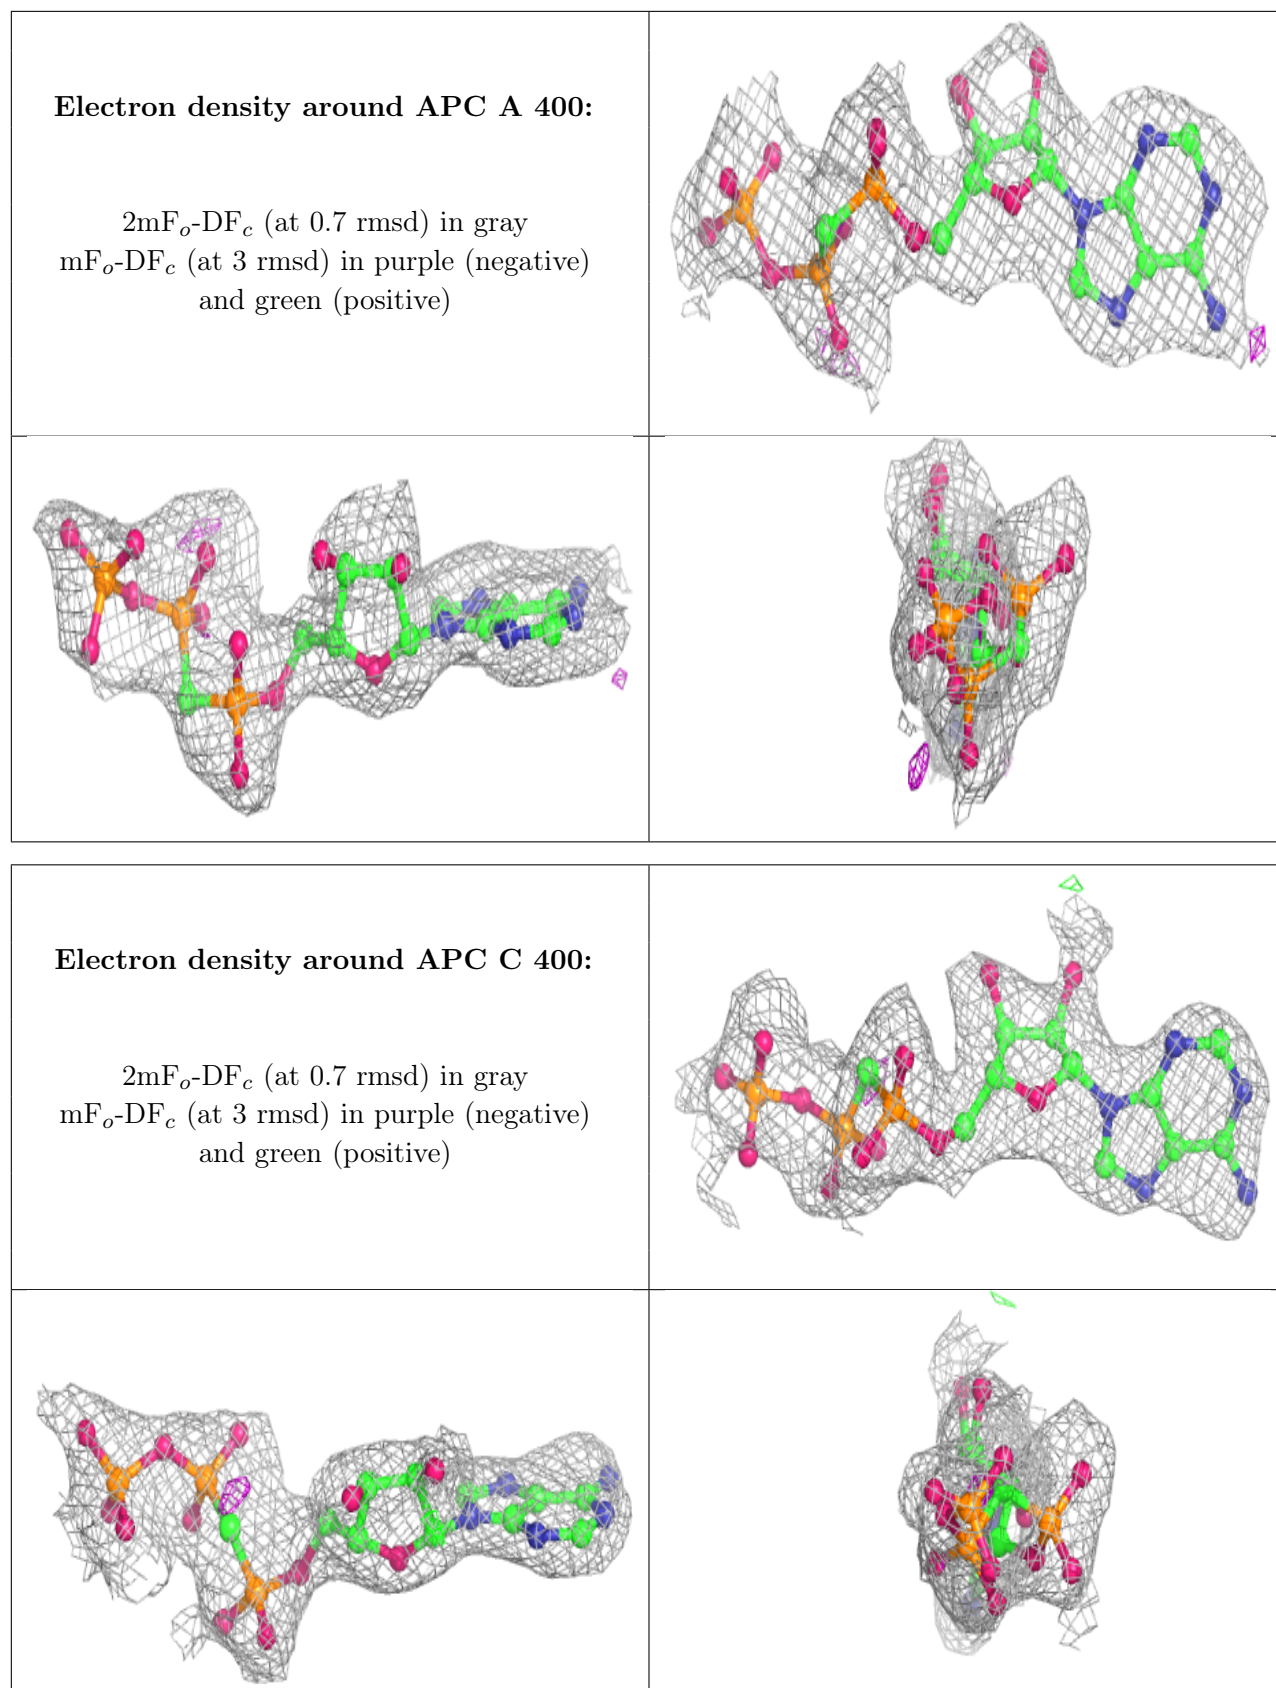 Electron density around APC A 400:
2mFo-DFc (at 0.7 rmsd) in gray
mFo-DFc (at 3 rmsd) in purple (negative)
and green (positive)
Electron density around APC C 400:
2mFo-DFc (at 0.7 rmsd) in gray
mFo-DFc (at 3 rmsd) in purple (negative)
and green (positive)